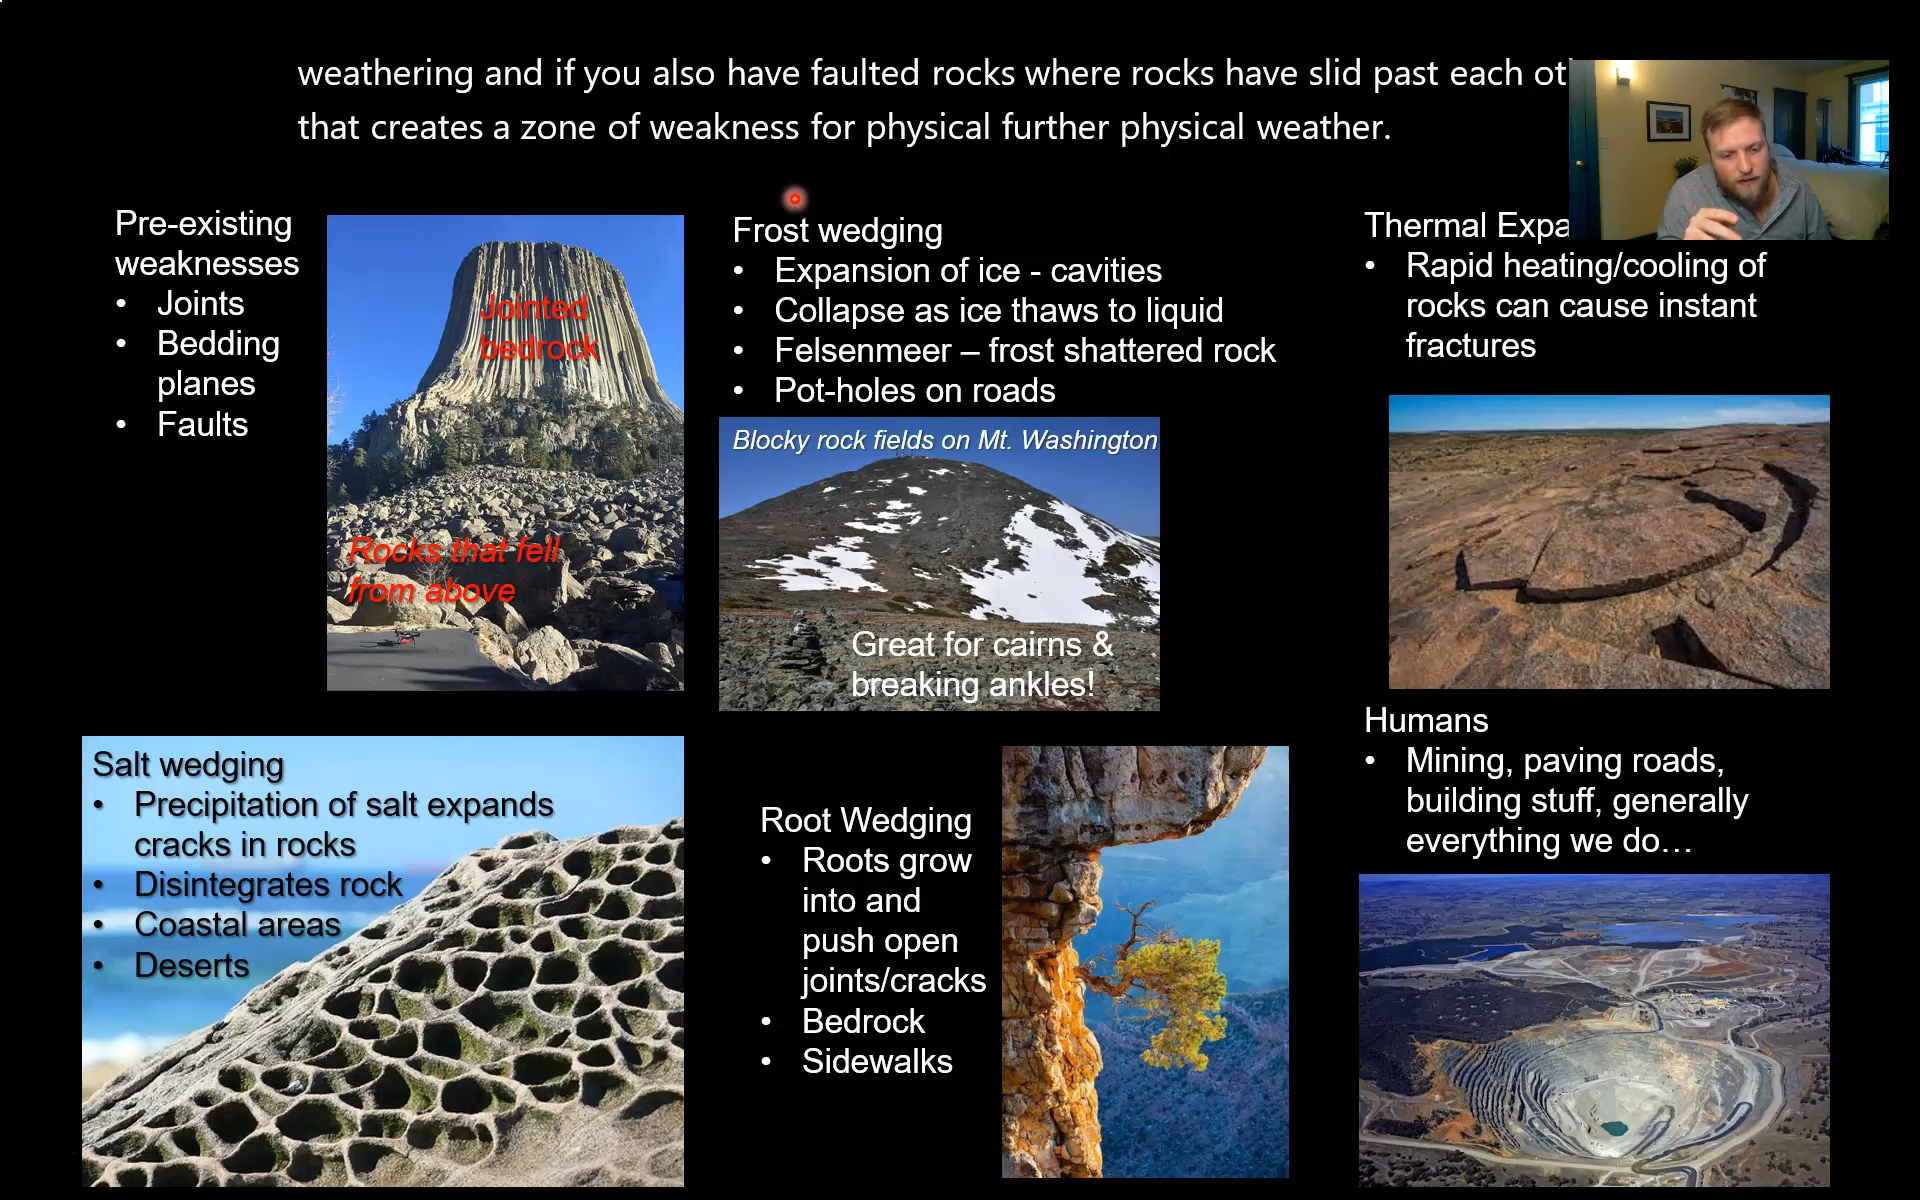 weathering and if you also have faulted rocks where rocks have slid past each
that creates a zone of weakness for physical further physical weather.
Pre-existing
weaknesses
• Joints
• Bedding
planes
• Faults
Jointed
bedrock
Rocks that fell
from above
Frost wedging
• Expansion of ice - cavities
• Collapse as ice thaws to liquid
• Felsenmeer – frost shattered rock
• Pot-holes on roads
Blocky rock fields on Mt. Washington
Great for cairns &
breaking ankles!
Thermal
• Rapid heating/cooling of
rocks can cause instant
fractures
Salt wedging
• Precipitation of salt expands
cracks in rocks
• Disintegrates rock
• Coastal areas
• Deserts
Root Wedging
• Roots grow
into and
push open
joints/cracks
• Bedrock
• Sidewalks
Humans
• Mining, paving roads,
building stuff, generally
everything we do…